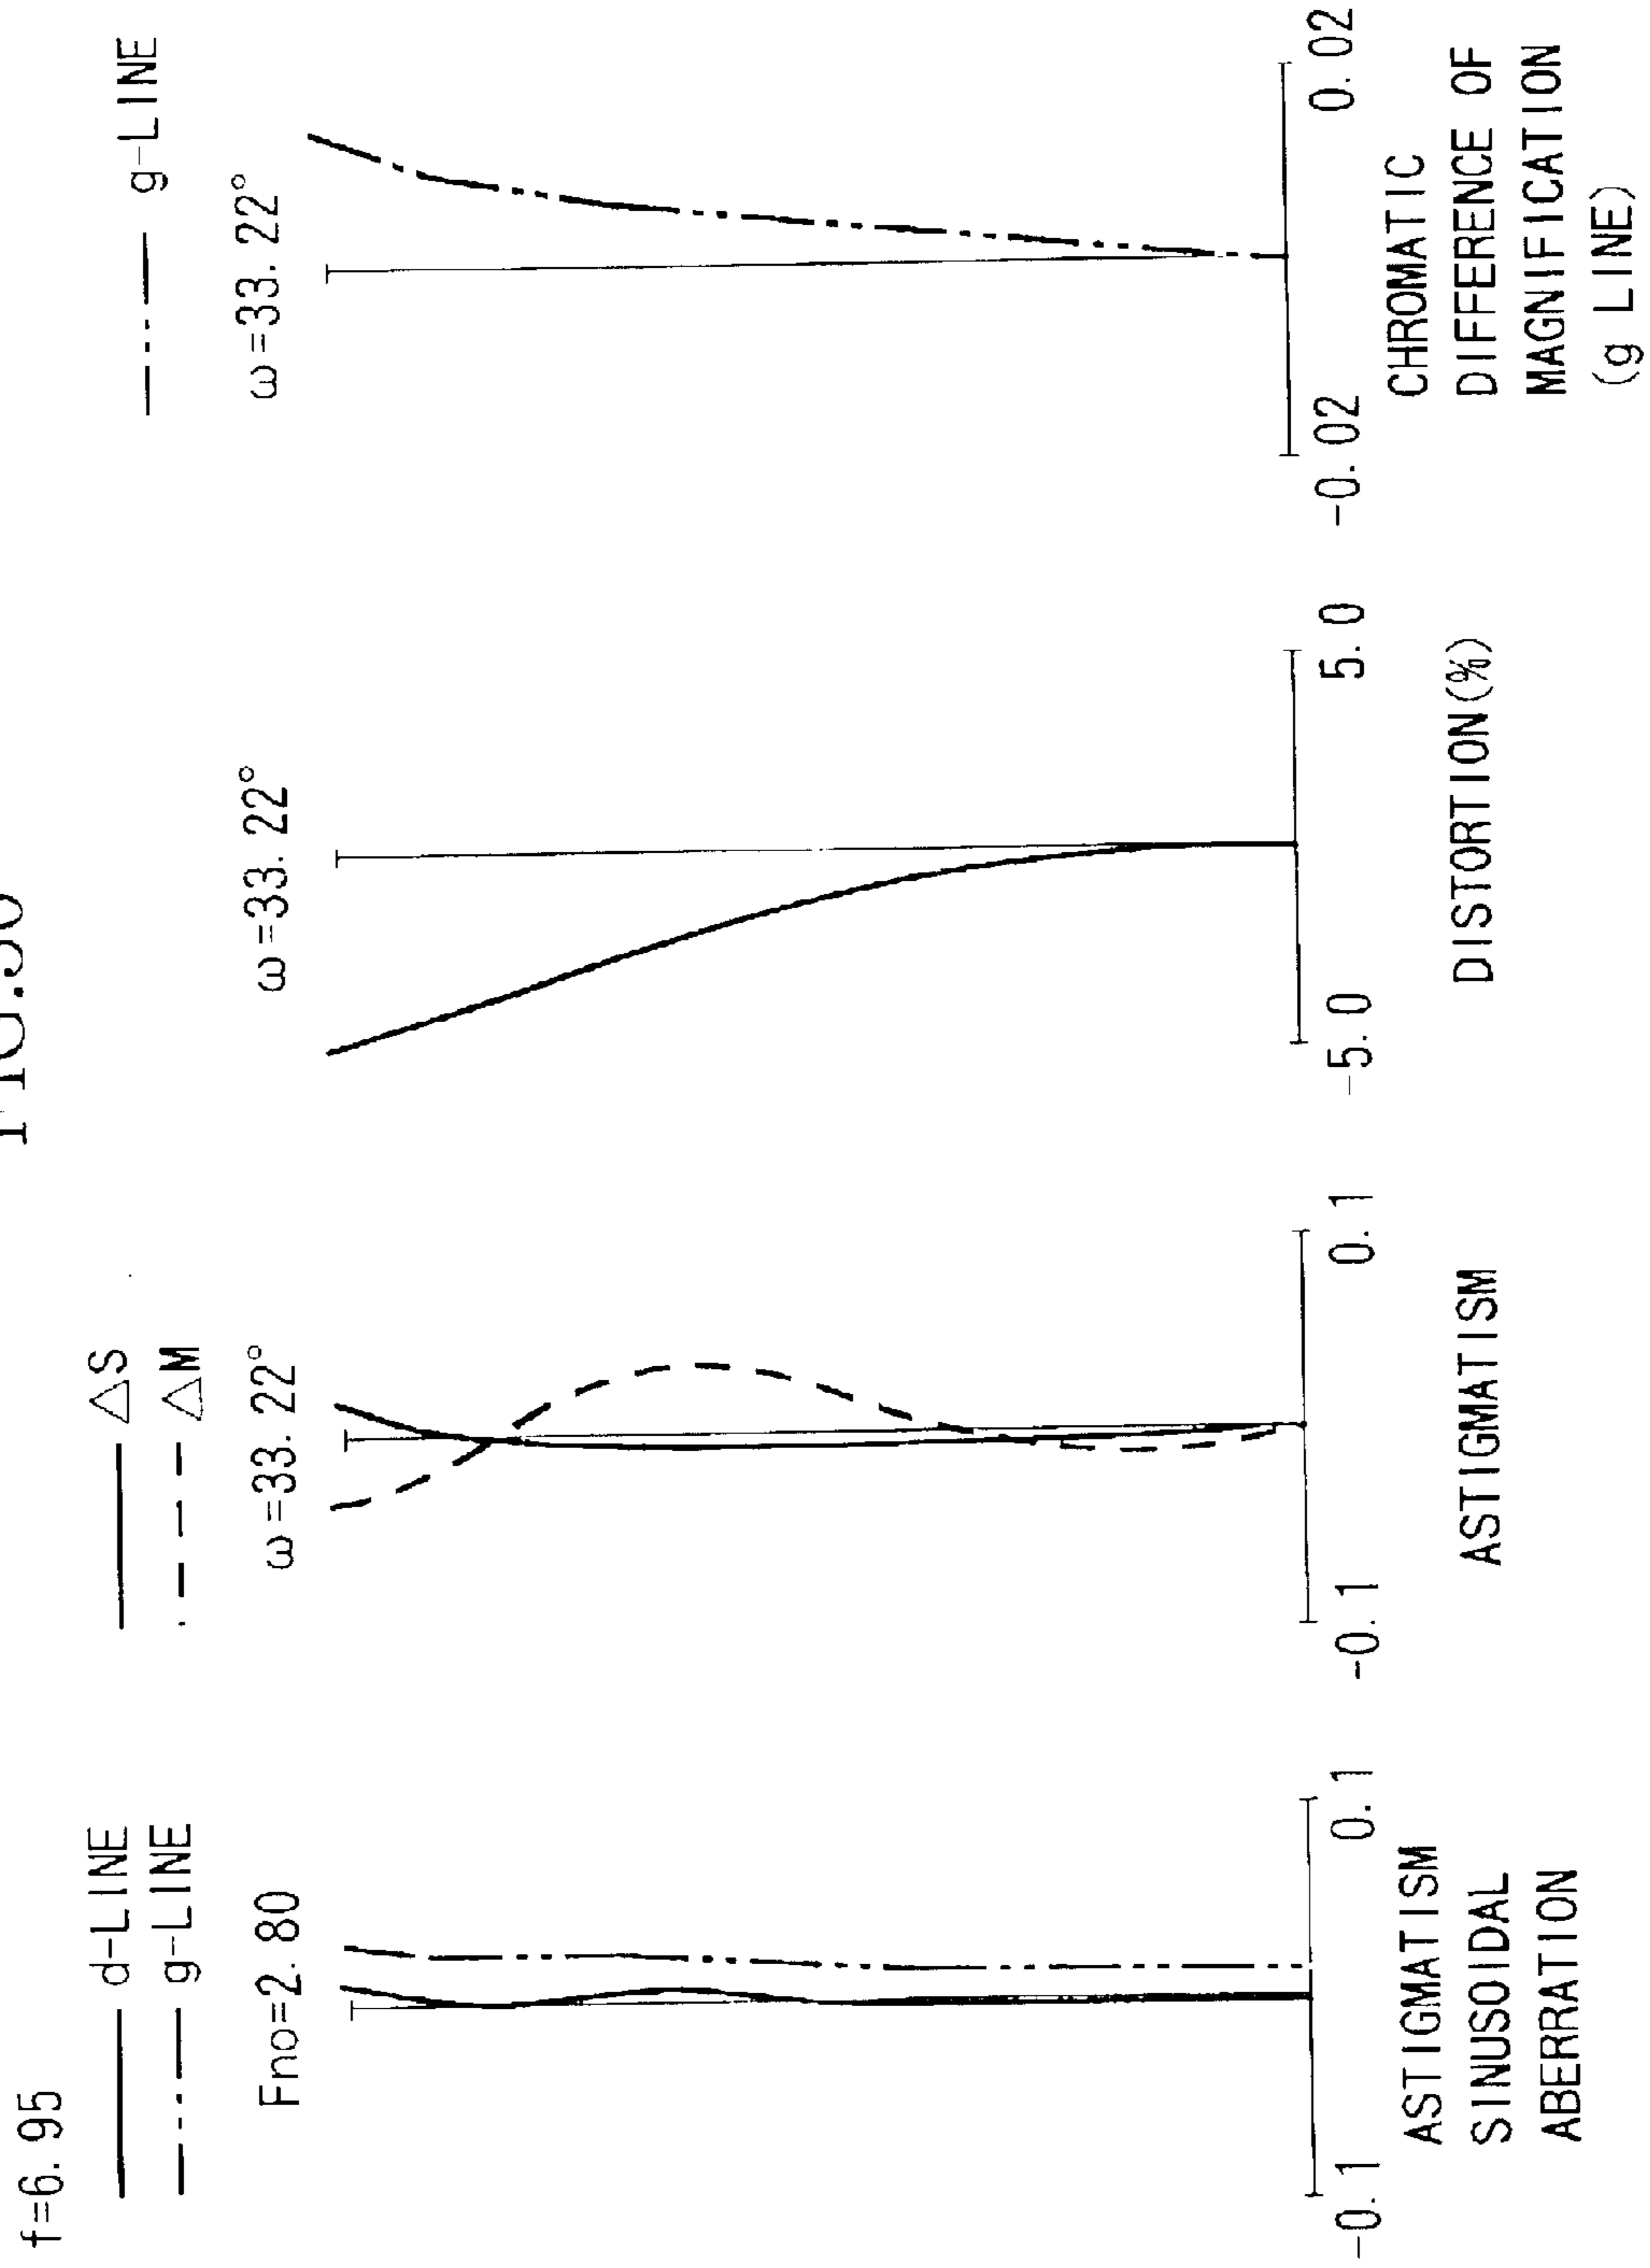 f=6.95
d-LINE
g-LINE
Fno=2.80
-0.1
0.1
ASTIGMATISM
SINUSOIDAL
ABERRATION
△S
△M
ω=33.22°
-0.1
0.1
ASTIGMATISM
ω=33.22°
-5.0
5.0
DISTORTION(%)
g-LINE
ω=33.22°
-0.02
0.02
CHROMATIC
DIFFERENCE OF
MAGNIFICATION
(g LINE)